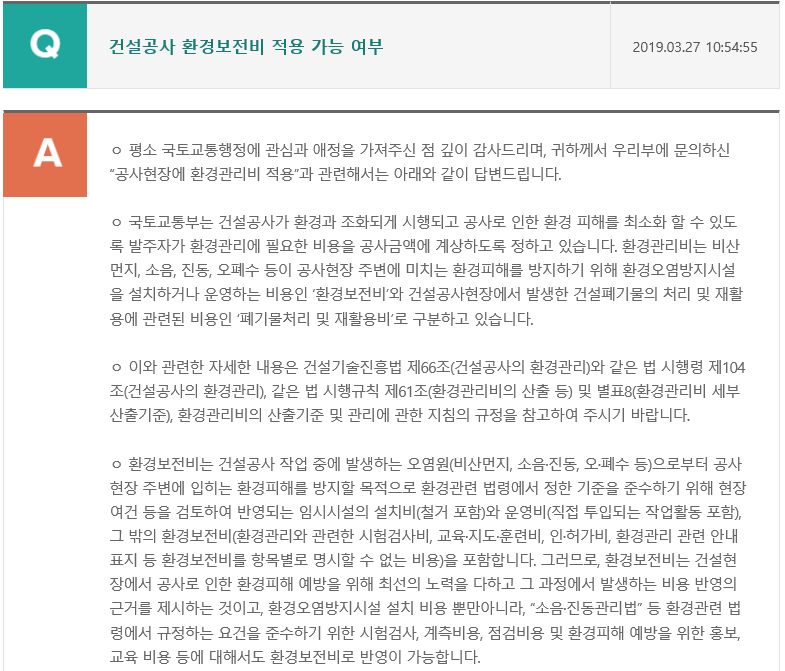 Q
건설공사 환경보전비 적용 가능 여부
2019.03.27 10:54:55
A
ㅇ 평소 국토교통행정에 관심과 애정을 가져주신 점 깊이 감사드리며, 귀하께서 우리부에 문의하신
“공사현장에 환경관리비 적용”과 관련해서는 아래와 같이 답변드립니다.
ㅇ 국토교통부는 건설공사가 환경과 조화되게 시행되고 공사로 인한 환경 피해를 최소화 할 수 있도
록 발주자가 환경관리에 필요한 비용을 공사금액에 계상하도록 정하고 있습니다. 환경관리비는 비산
먼지, 소음, 진동, 오폐수 등이 공사현장 주변에 미치는 환경피해를 방지하기 위해 환경오염방지시설
을 설치하거나 운영하는 비용인 ‘환경보전비’와 건설공사현장에서 발생한 건설폐기물의 처리 및 재활
용에 관련된 비용인 ‘폐기물처리 및 재활용비’로 구분하고 있습니다.
ㅇ 이와 관련한 자세한 내용은 건설기술진흥법 제66조(건설공사의 환경관리)와 같은 법 시행령 제104
조(건설공사의 환경관리), 같은 법 시행규칙 제61조(환경관리비의 산출 등) 및 별표8(환경관리비 세부
산출기준), 환경관리비의 산출기준 및 관리에 관한 지침의 규정을 참고하여 주시기 바랍니다.
ㅇ 환경보전비는 건설공사 작업 중에 발생하는 오염원(비산먼지, 소음·진동, 오·폐수 등)으로부터 공사
현장 주변에 입히는 환경피해를 방지할 목적으로 환경관련 법령에서 정한 기준을 준수하기 위해 현장
여건 등을 검토하여 반영되는 임시시설의 설치비(철거 포함)와 운영비(직접 투입되는 작업활동 포함),
그 밖의 환경보전비(환경관리와 관련한 시험검사비, 교육·지도·훈련비, 인·허가비, 환경관리 관련 안내
표지 등 환경보전비를 항목별로 명시할 수 없는 비용)을 포함합니다. 그러므로, 환경보전비는 건설현
장에서 공사로 인한 환경피해 예방을 위해 최선의 노력을 다하고 그 과정에서 발생하는 비용 반영의
근거를 제시하는 것이고, 환경오염방지시설 설치 비용 뿐만아니라, “소음·진동관리법” 등 환경관련 법
령에서 규정하는 요건을 준수하기 위한 시험검사, 계측비용, 점검비용 및 환경피해 예방을 위한 홍보,
교육 비용 등에 대해서도 환경보전비로 반영이 가능합니다.